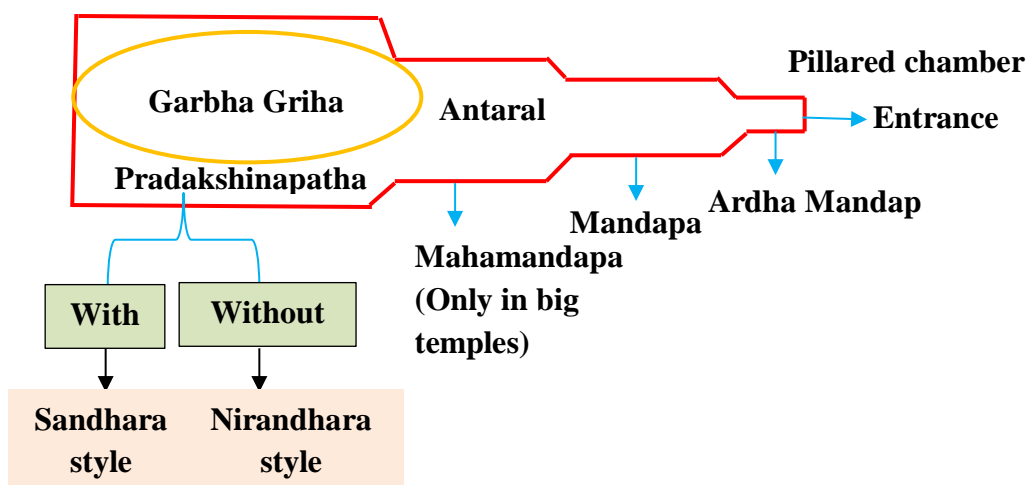 Pillared chamber
Garbha Griha
Antaral
Entrance
Pradakshinapatha
Ardha Mandap
Mandapa
Mahamandapa
(Only in big
temples)
With
Without
Sandhara
style
Nirandhara
style